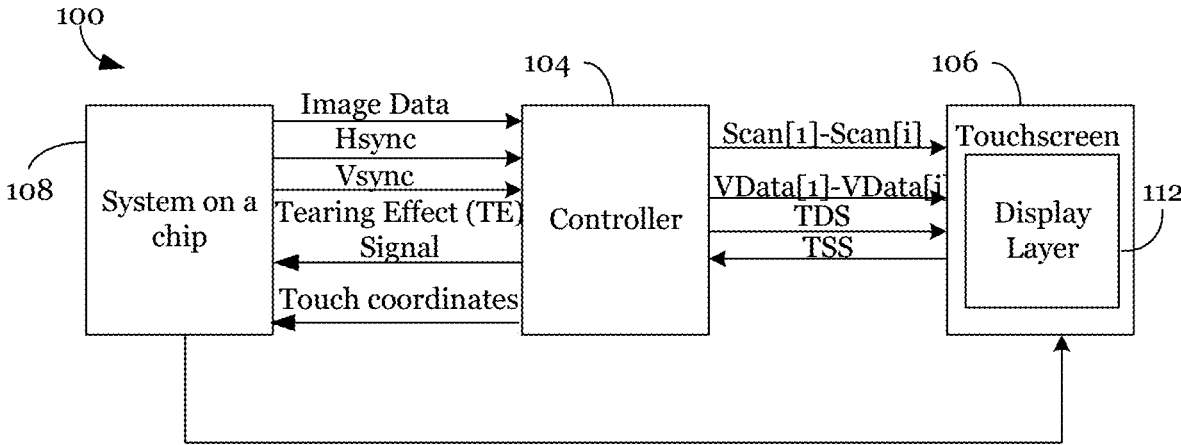 100
104
106
108
112
Image Data
Hsync
Vsync
Tearing Effect (TE)
Signal
Touch coordinates
System on a
chip
Controller
Scan[1]-Scan[i]
VData[1]-VData[j
TDS
TSS
Touchscreen
Display
Layer